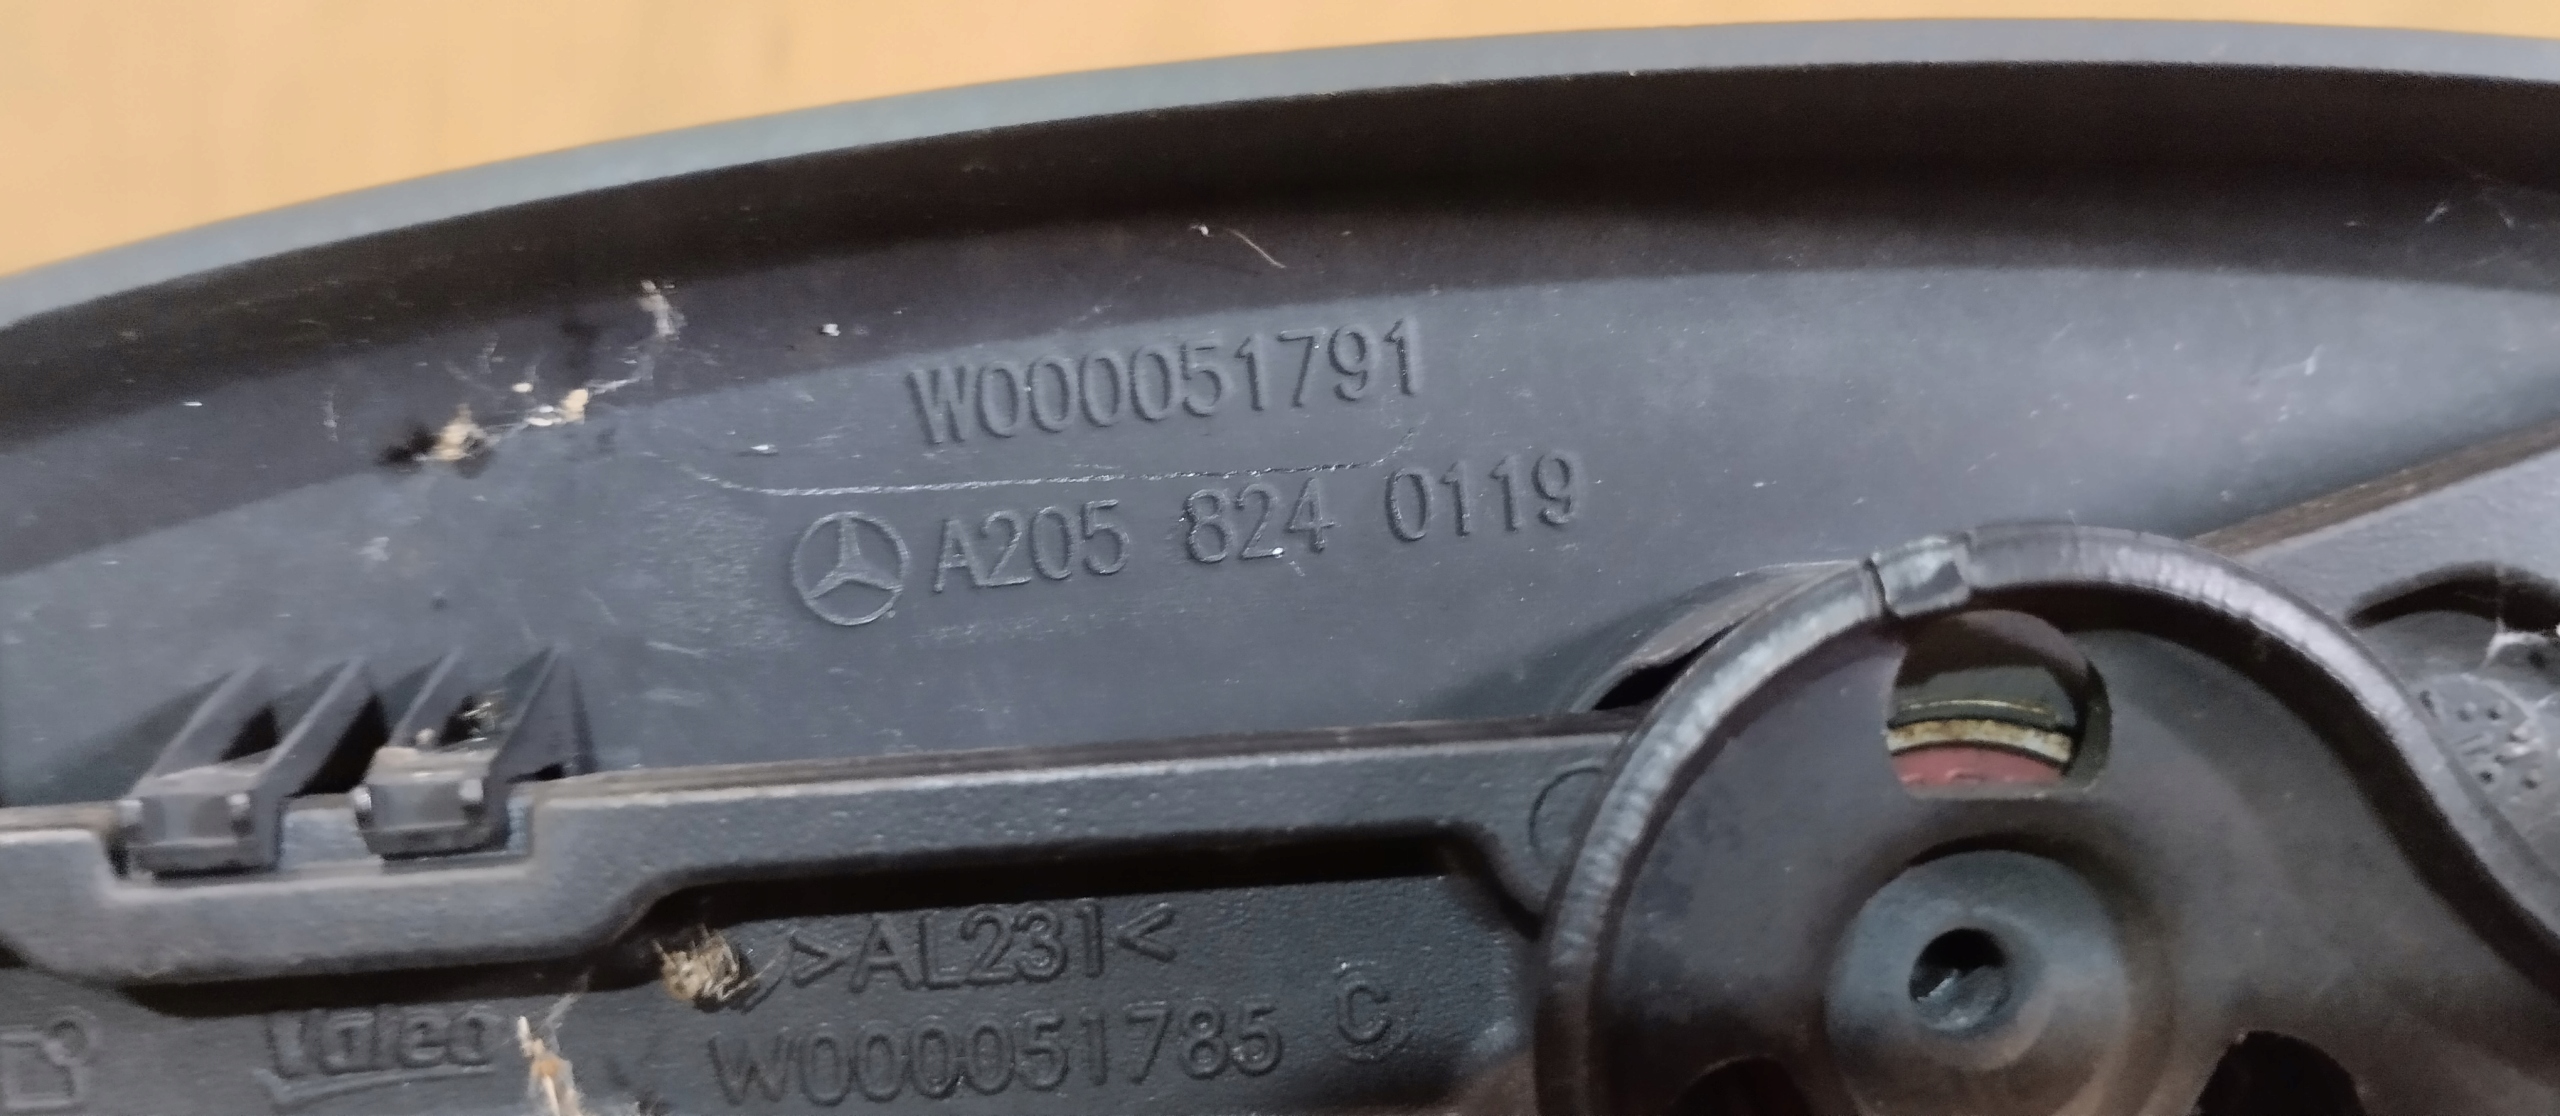 W000051791
A205 824 0119
>AL231<
Valeo
W000051785 C